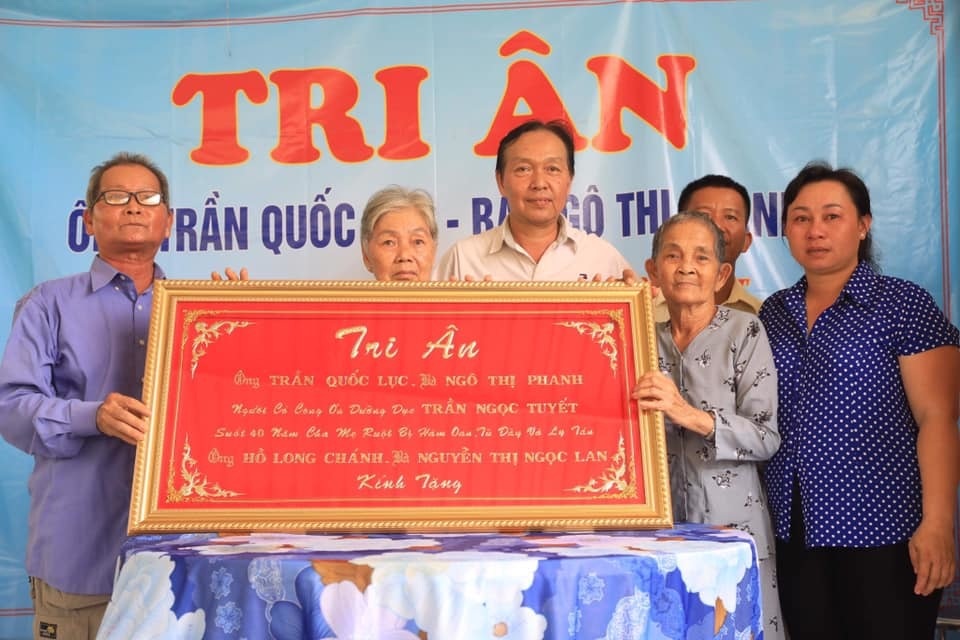 TRI ÂN
TRẦN QUỐC - BÀ NGÔ THỊ
Tri Ân
Ông TRẦN QUỐC LỤC. Bà NGÔ THỊ PHANH
Người Có Công Ơn Dưỡng Dục TRẦN NGỌC TUYẾT
Suốt 40 Năm Cha Mẹ Ruột Bị Hàm Oan, Tù Đày Và Ly Tán
Ông HỒ LONG CHÁNH. Bà NGUYỄN THỊ NGỌC LAN
Kính Tặng